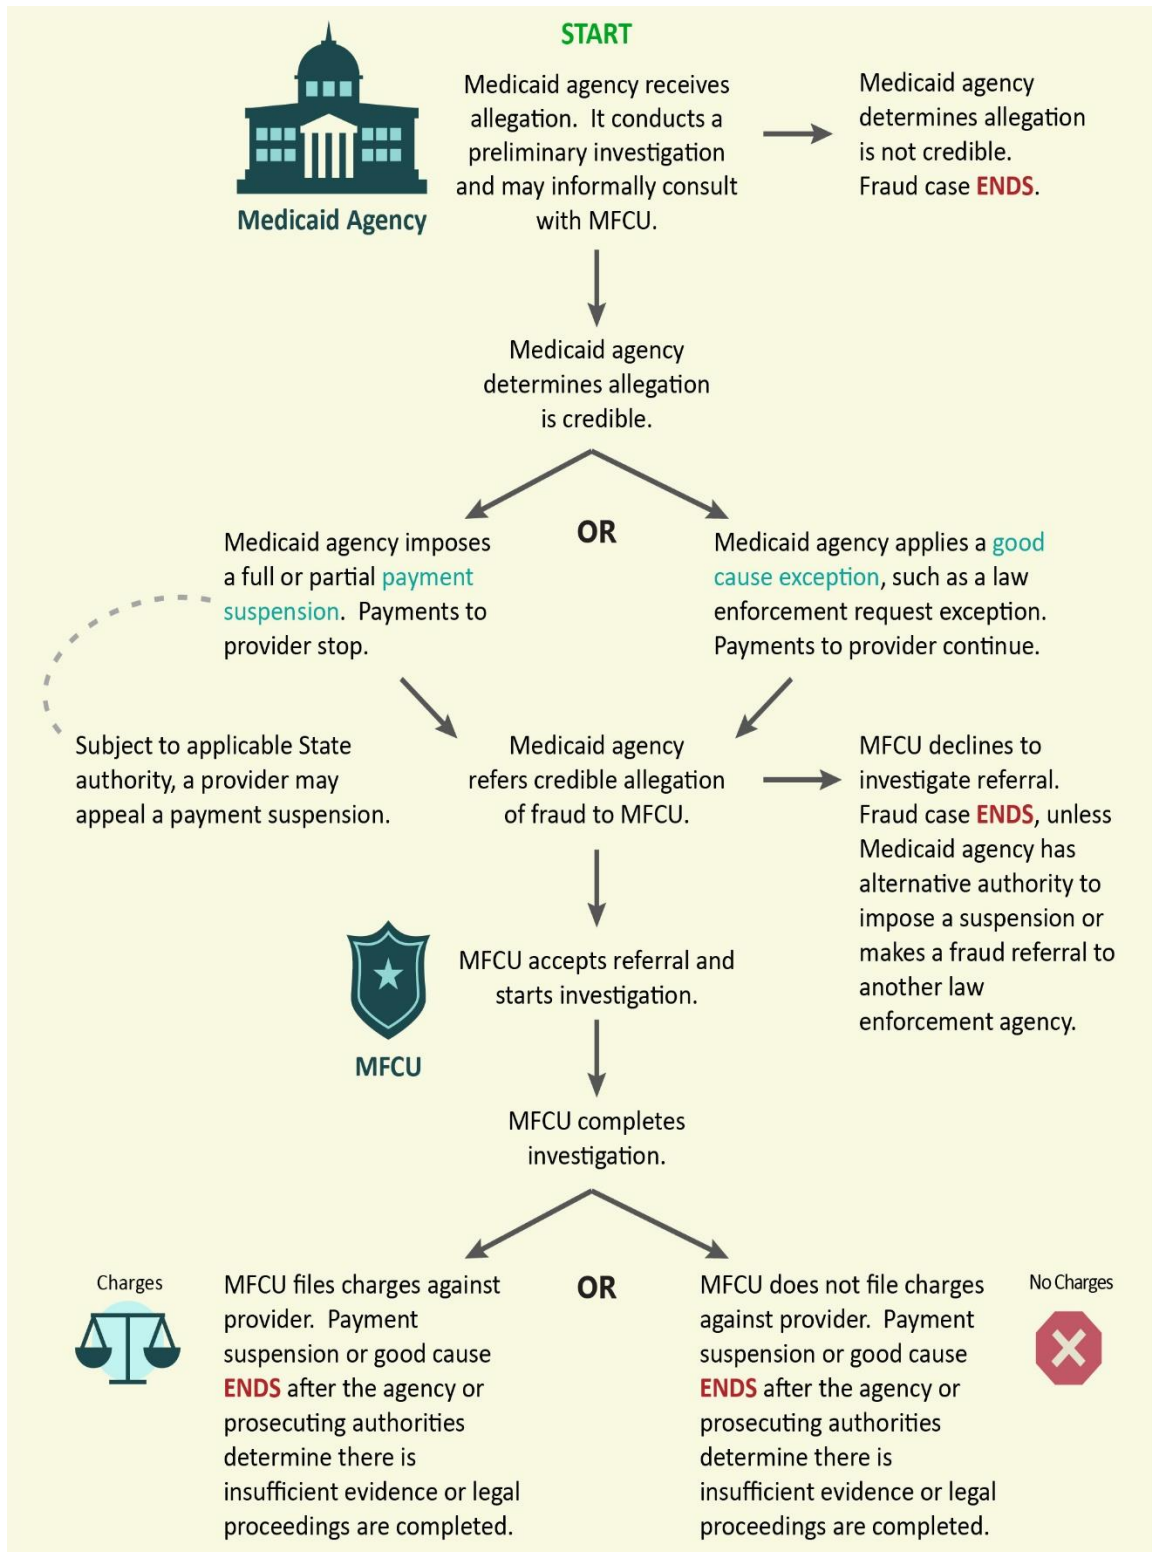 START
Medicaid Agency
Medicaid agency receives
allegation.  It conducts a
preliminary investigation
and may informally consult
with MFCU.
Medicaid agency
determines allegation
is not credible.
Fraud case ENDS.
Medicaid agency
determines allegation
is credible.
Medicaid agency imposes
a full or partial payment
suspension.  Payments to
provider stop.
OR
Medicaid agency applies a good
cause exception, such as a law
enforcement request exception.
Payments to provider continue.
Subject to applicable State
authority, a provider may
appeal a payment suspension.
Medicaid agency
refers credible allegation
of fraud to MFCU.
MFCU declines to
investigate referral.
Fraud case ENDS, unless
Medicaid agency has
alternative authority to
impose a suspension or
makes a fraud referral to
another law
enforcement agency.
MFCU
MFCU accepts referral and
starts investigation.
MFCU completes
investigation.
Charges
MFCU files charges against
provider.  Payment
suspension or good cause
ENDS after the agency or
prosecuting authorities
determine there is
insufficient evidence or legal
proceedings are completed.
OR
MFCU does not file charges
against provider.  Payment
suspension or good cause
ENDS after the agency or
prosecuting authorities
determine there is
insufficient evidence or legal
proceedings are completed.
No Charges